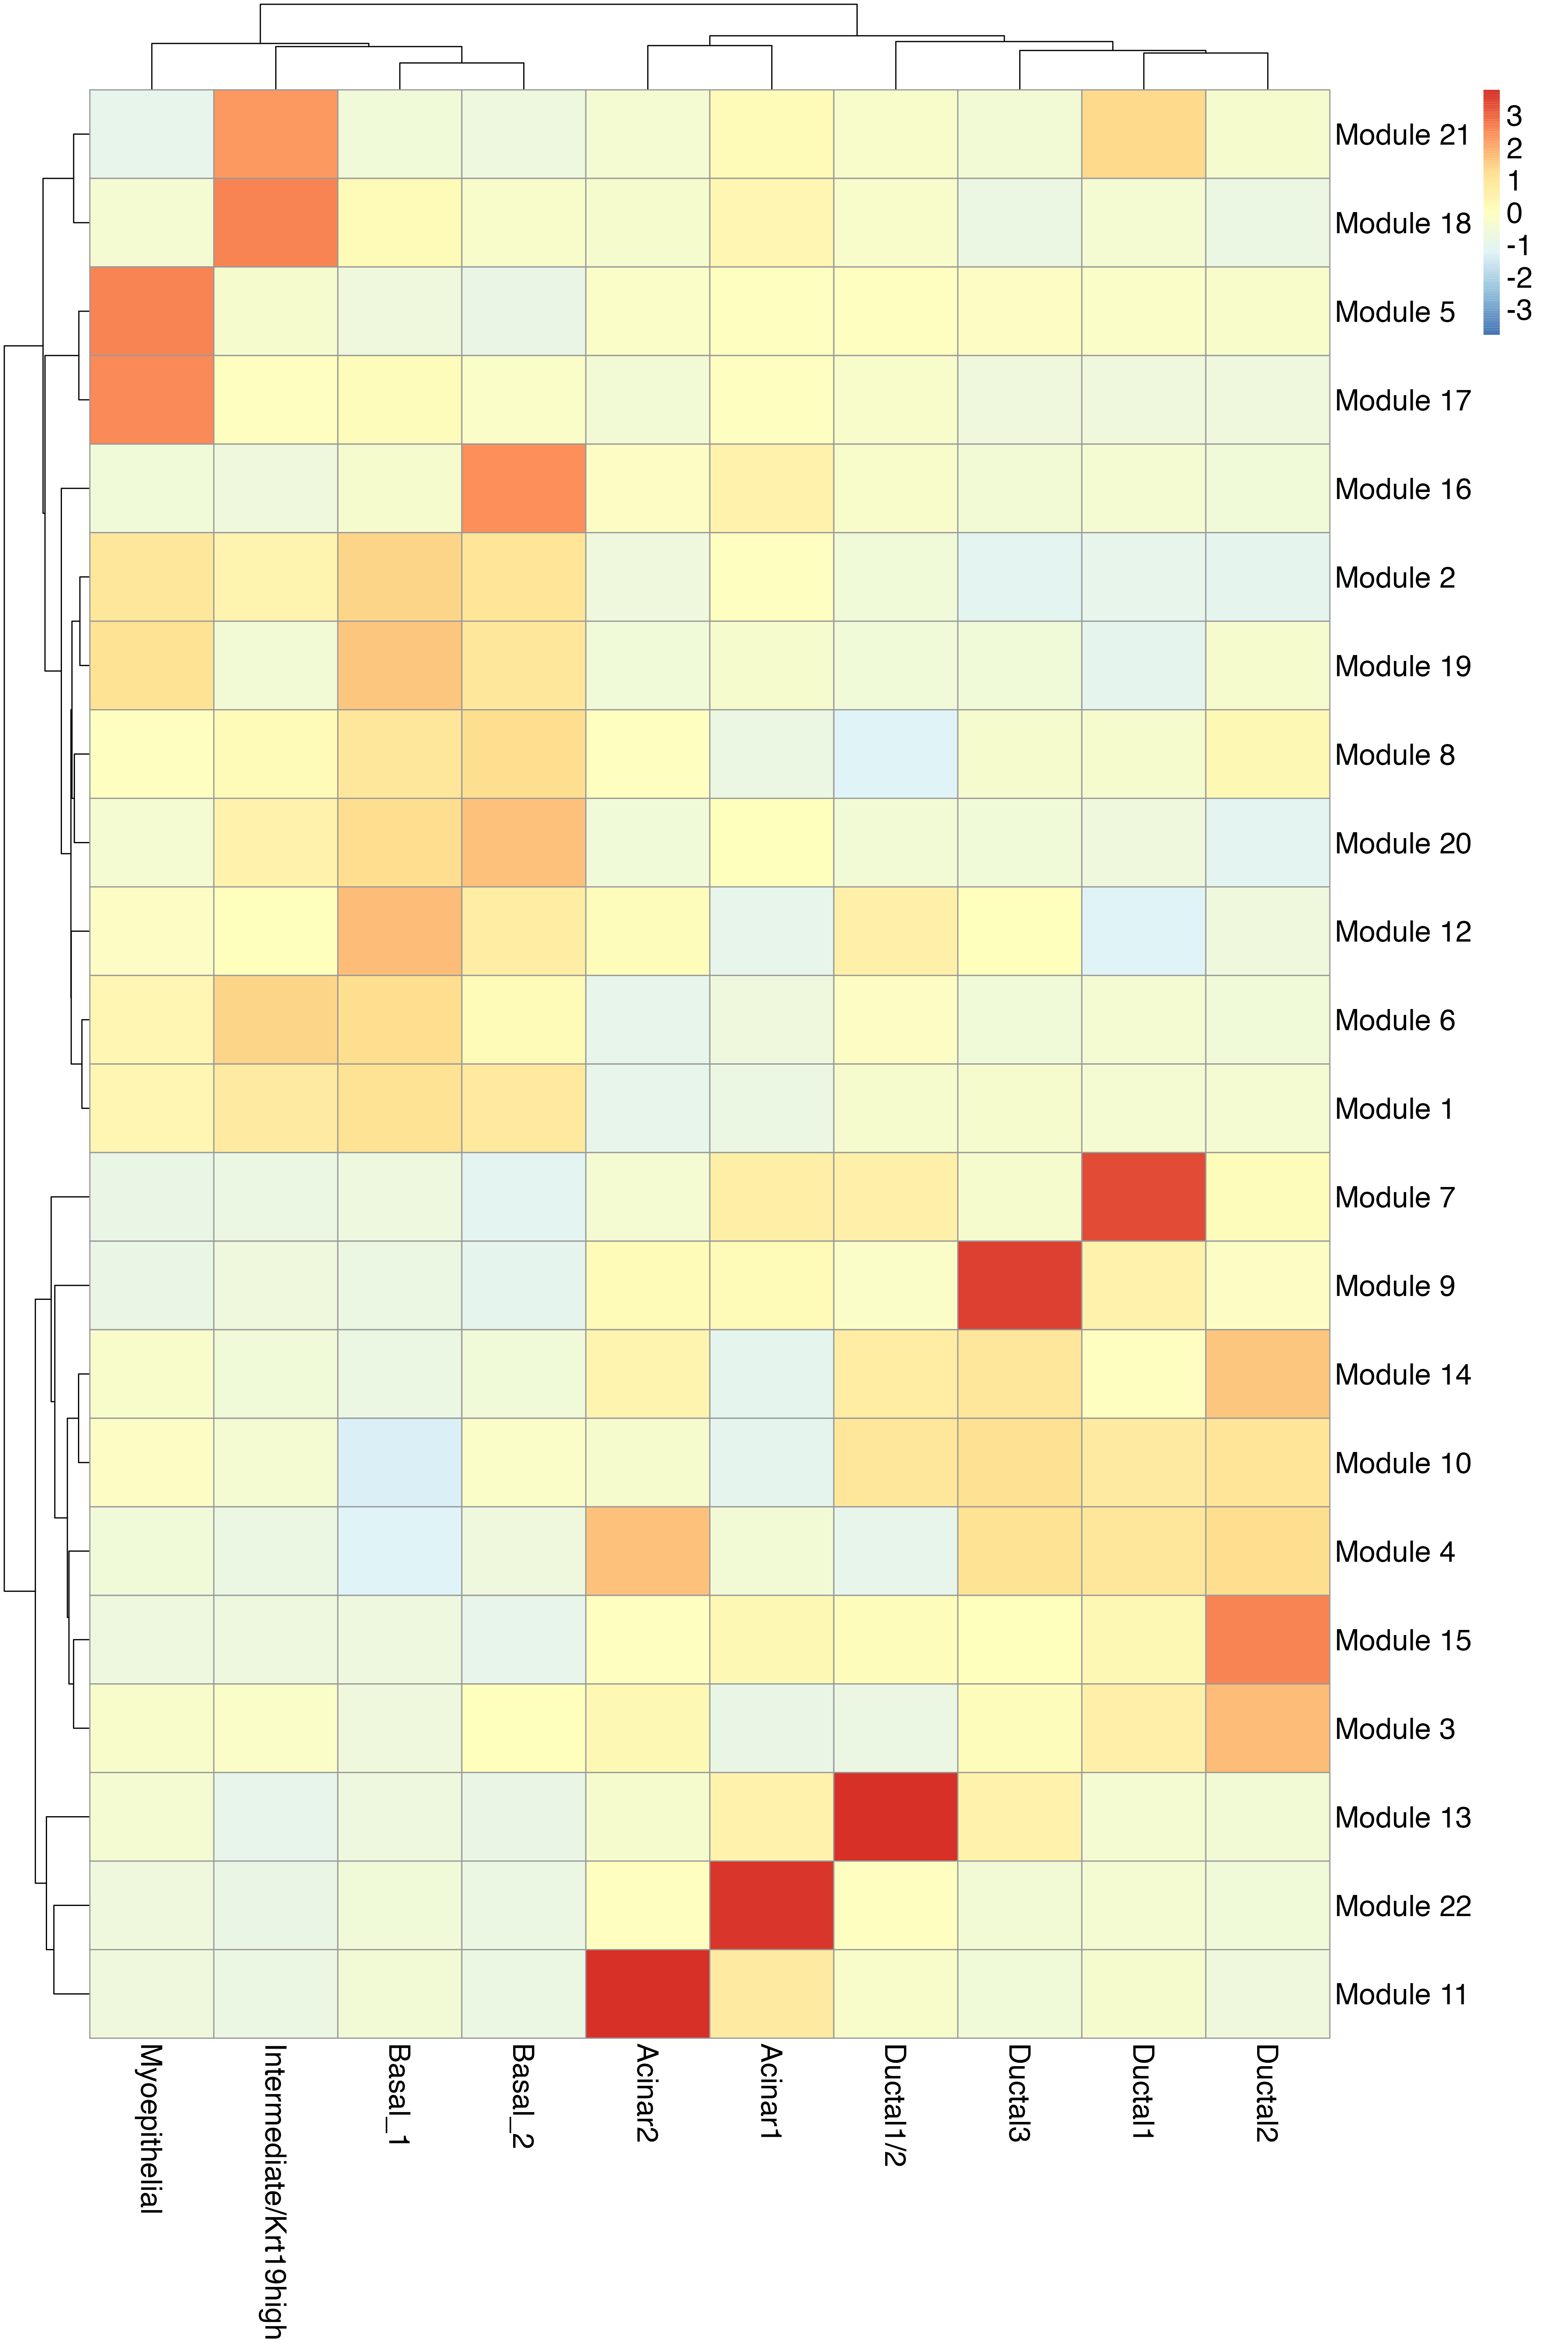 Module 21
Module 18
Module 5
Module 17
Module 16
Module 2
Module 19
Module 8
Module 20
Module 12
Module 6
Module 1
Module 7
Module 9
Module 14
Module 10
Module 4
Module 15
Module 3
Module 13
Module 22
Module 11
3
2
1
0
-1
-2
-3
Myoepithelial
Intermediate/Krt19high
Basal_1
Basal_2
Acinar2
Acinar1
Ductal1/2
Ductal3
Ductal1
Ductal2